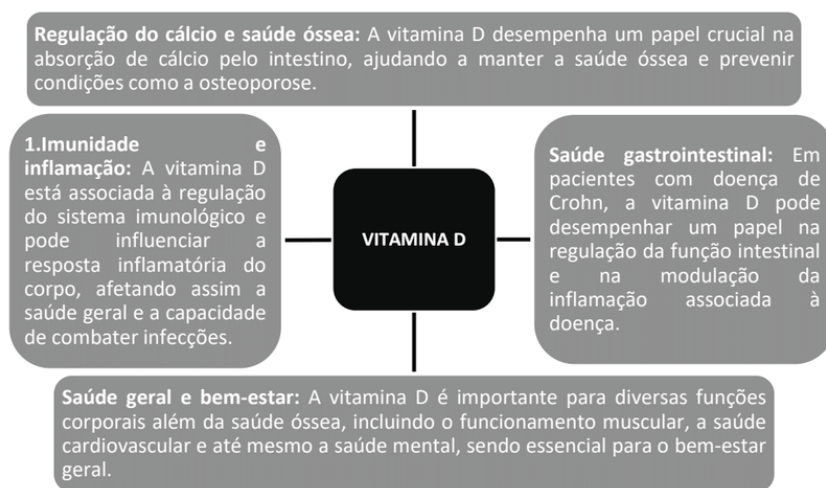 Regulação do cálcio e saúde óssea: A vitamina D desempenha um papel crucial na
absorção de cálcio pelo intestino, ajudando a manter a saúde óssea e prevenir
condições como a osteoporose.
1.Imunidade e
inflamação: A vitamina D
está associada à regulação
do sistema imunológico e
pode influenciar a
resposta inflamatória do
corpo, afetando assim a
saúde geral e a capacidade
de combater infecções.
VITAMINA D
Saúde gastrointestinal: Em
pacientes com doença de
Crohn, a vitamina D pode
desempenhar um papel na
regulação da função intestinal
e na modulação da
inflamação associada à
doença.
Saúde geral e bem-estar: A vitamina D é importante para diversas funções
corporais além da saúde óssea, incluindo o funcionamento muscular, a saúde
cardiovascular e até mesmo a saúde mental, sendo essencial para o bem-estar
geral.